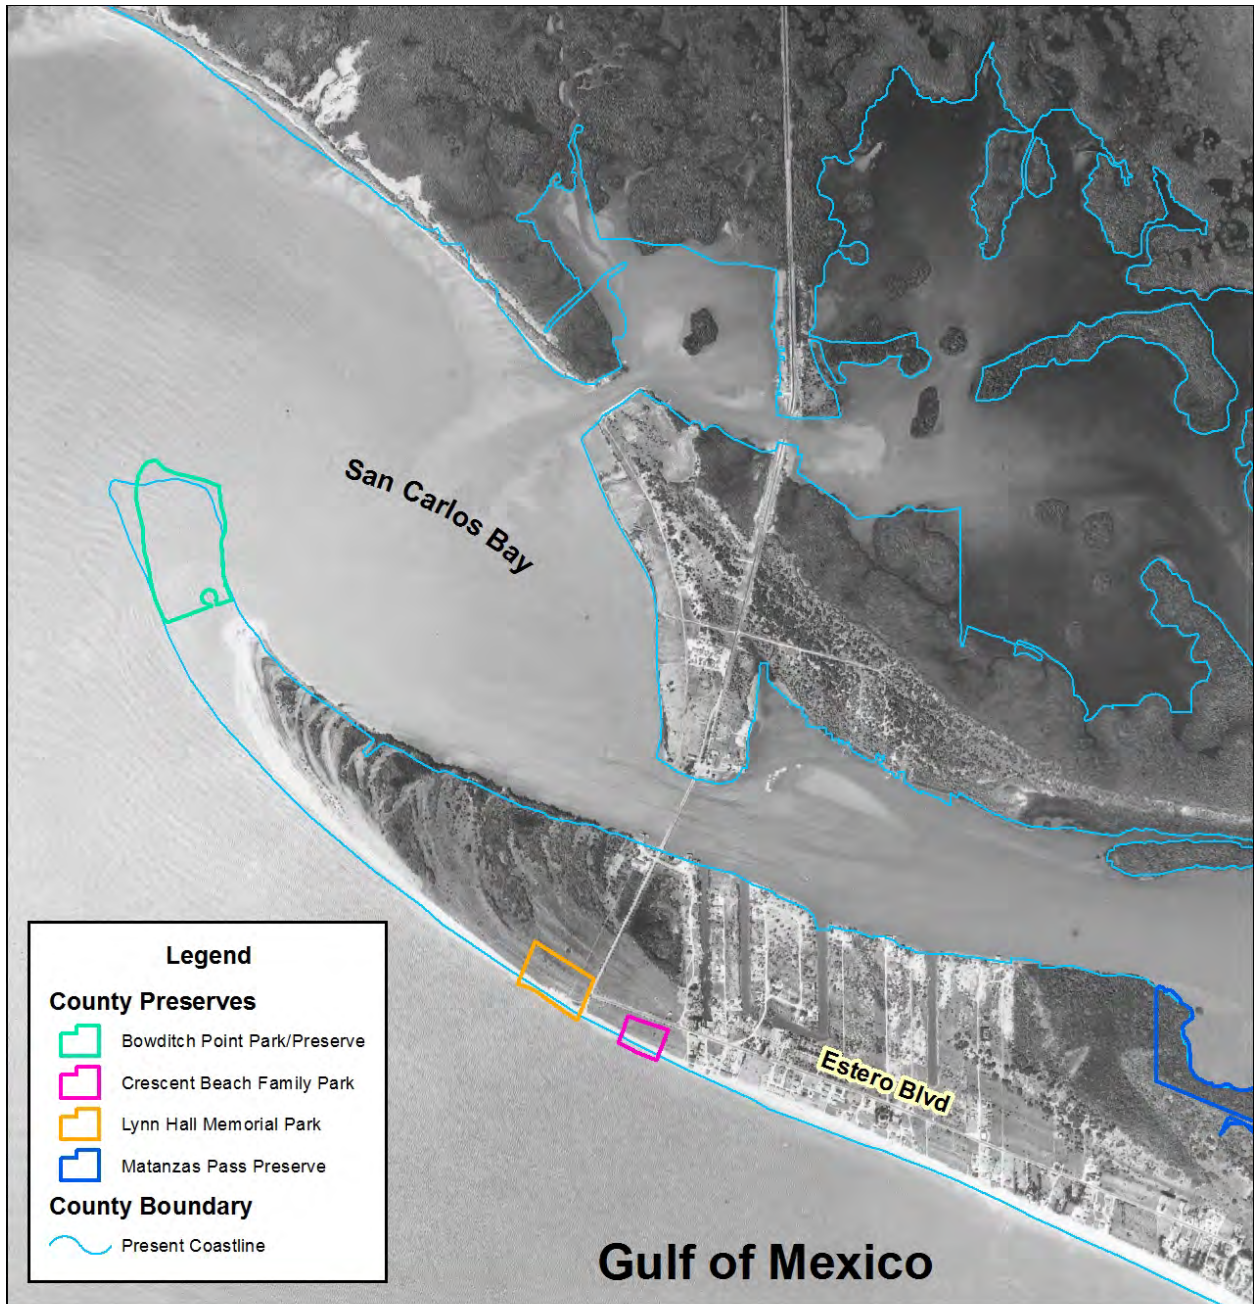 San Carlos Bay
Estero Blvd
Gulf of Mexico
Legend
County Preserves
Bowditch Point Park/Preserve
Crescent Beach Family Park
Lynn Hall Memorial Park
Matanzas Pass Preserve
County Boundary
Present Coastline